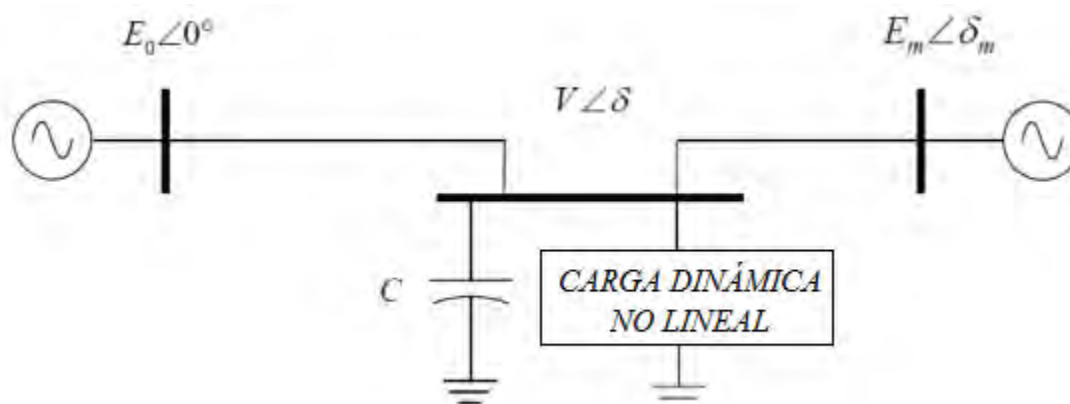 E₀∠0°
Eₘ∠δₘ
V∠δ
C
CARGA DINÁMICA
NO LINEAL